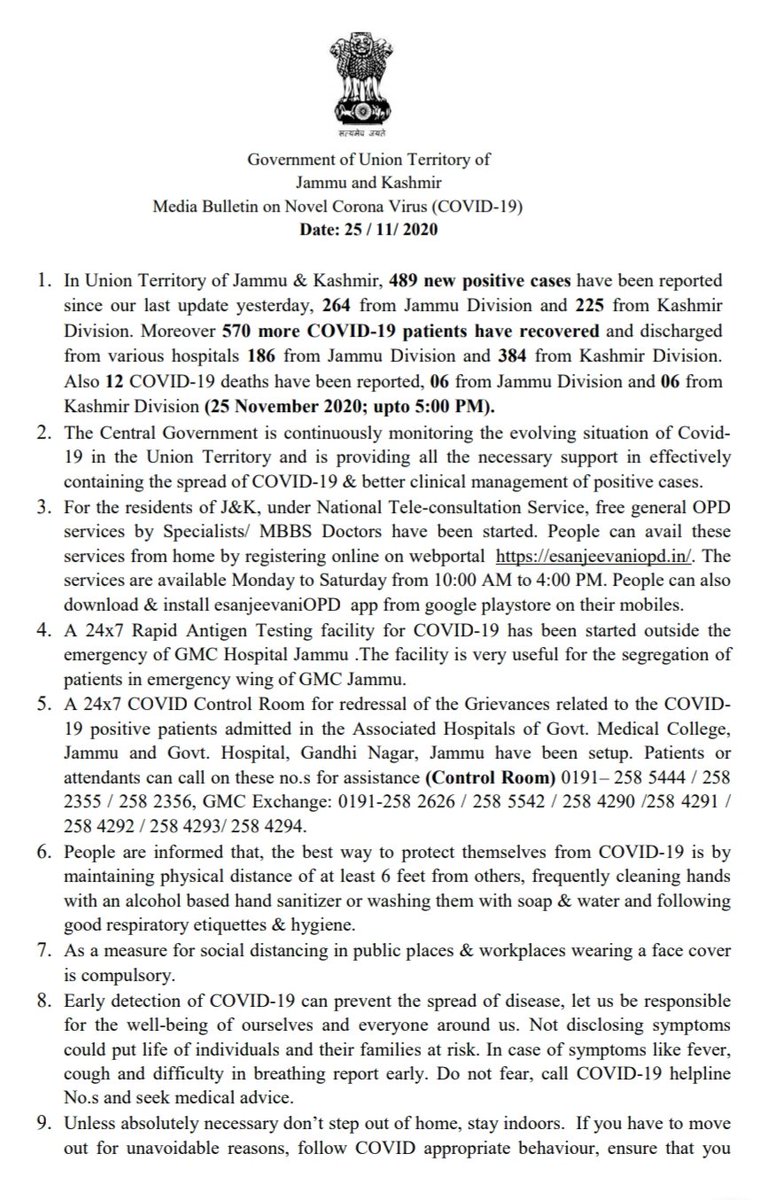 सत्यमेव जयते
Government of Union Territory of
Jammu and Kashmir
Media Bulletin on Novel Corona Virus (COVID-19)
Date: 25 / 11/ 2020
1. In Union Territory of Jammu & Kashmir, 489 new positive cases have been reported
since our last update yesterday, 264 from Jammu Division and 225 from Kashmir
Division. Moreover 570 more COVID-19 patients have recovered and discharged
from various hospitals 186 from Jammu Division and 384 from Kashmir Division.
Also 12 COVID-19 deaths have been reported, 06 from Jammu Division and 06 from
Kashmir Division (25 November 2020; upto 5:00 PM).
2. The Central Government is continuously monitoring the evolving situation of Covid-
19 in the Union Territory and is providing all the necessary support in effectively
containing the spread of COVID-19 & better clinical management of positive cases.
3. For the residents of J&K, under National Tele-consultation Service, free general OPD
services by Specialists/ MBBS Doctors have been started. People can avail these
services from home by registering online on webportal https://esanjeevaniopd.in/. The
services are available Monday to Saturday from 10:00 AM to 4:00 PM. People can also
download & install esanjeevaniOPD app from google playstore on their mobiles.
4. A 24x7 Rapid Antigen Testing facility for COVID-19 has been started outside the
emergency of GMC Hospital Jammu .The facility is very useful for the segregation of
patients in emergency wing of GMC Jammu.
5. A 24x7 COVID Control Room for redressal of the Grievances related to the COVID-
19 positive patients admitted in the Associated Hospitals of Govt. Medical College,
Jammu and Govt. Hospital, Gandhi Nagar, Jammu have been setup. Patients or
attendants can call on these no.s for assistance (Control Room) 0191– 258 5444 / 258
2355 / 258 2356, GMC Exchange: 0191-258 2626 / 258 5542 / 258 4290 /258 4291 /
258 4292 / 258 4293/ 258 4294.
6. People are informed that, the best way to protect themselves from COVID-19 is by
maintaining physical distance of at least 6 feet from others, frequently cleaning hands
with an alcohol based hand sanitizer or washing them with soap & water and following
good respiratory etiquettes & hygiene.
7. As a measure for social distancing in public places & workplaces wearing a face cover
is compulsory.
8. Early detection of COVID-19 can prevent the spread of disease, let us be responsible
for the well-being of ourselves and everyone around us. Not disclosing symptoms
could put life of individuals and their families at risk. In case of symptoms like fever,
cough and difficulty in breathing report early. Do not fear, call COVID-19 helpline
No.s and seek medical advice.
9. Unless absolutely necessary don’t step out of home, stay indoors. If you have to move
out for unavoidable reasons, follow COVID appropriate behaviour, ensure that you